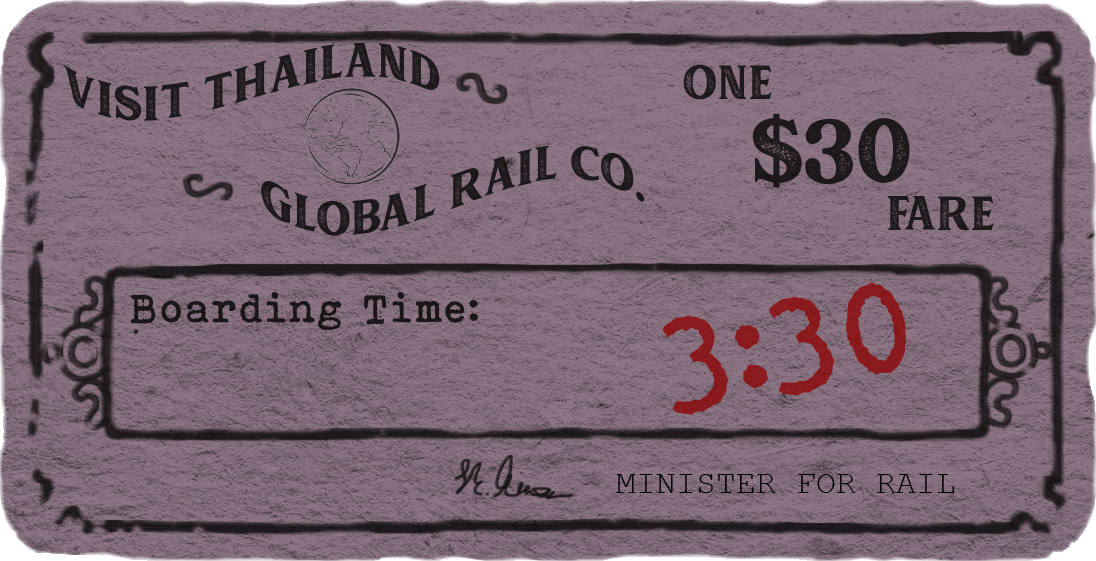 VISIT THAILAND
GLOBAL RAIL CO.
ONE
$30
FARE
Boarding Time:
3:30
MINISTER FOR RAIL